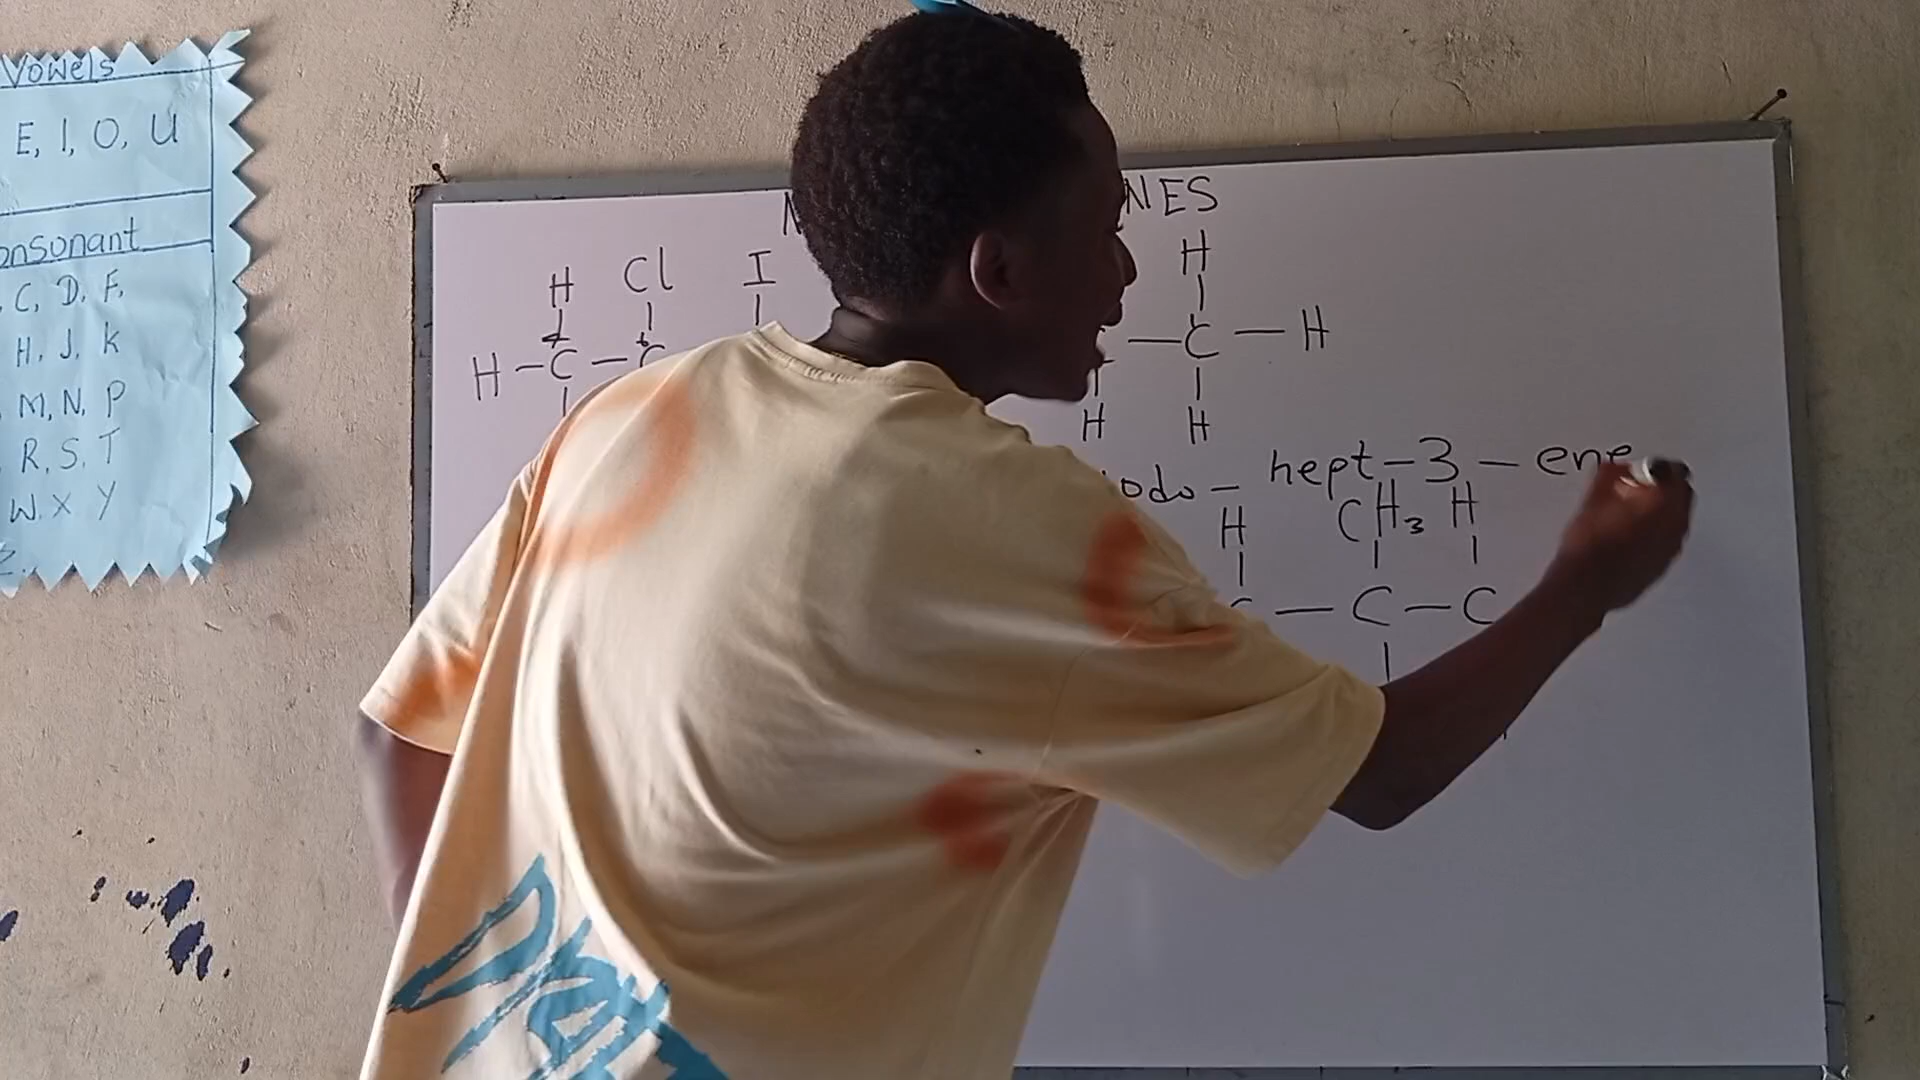 Vowels
E, I, O, U
onsonant
C, D, F,
H, J, K
M, N, P
R, S, T
W, X Y
Z.
NES
H
H Cl I
H - C - C
— C — H
H H
odo - hept - 3 - ene
H CH3 H
C — C — C